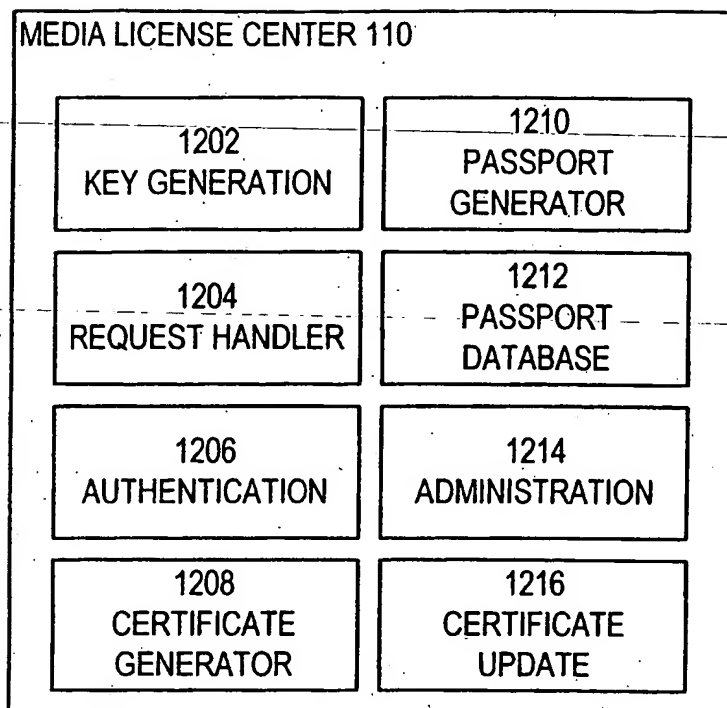 MEDIA LICENSE CENTER 110
1202
KEY GENERATION
1210
PASSPORT
GENERATOR
1204
REQUEST HANDLER
1212
PASSPORT
DATABASE
1206
AUTHENTICATION
1214
ADMINISTRATION
1208
CERTIFICATE
GENERATOR
1216
CERTIFICATE
UPDATE